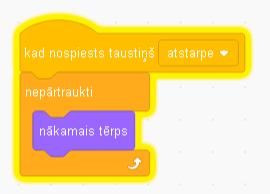 kad nospiests taustiņš atstarpe
nepārtraukti
nākamais tērps